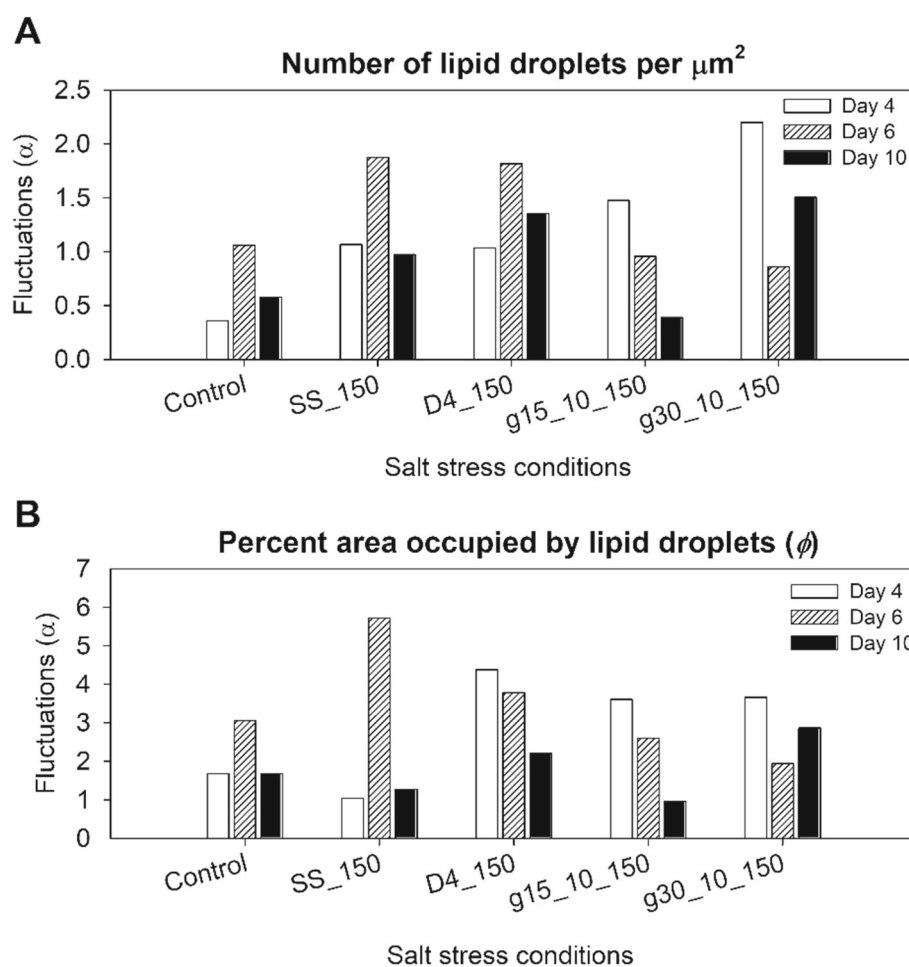 A
Number of lipid droplets per μm²
2.5
2.0
1.5
1.0
0.5
0.0
Fluctuations (α)
Day 4
Day 6
Day 10
Control
SS_150
D4_150
g15_10_150
g30_10_150
Salt stress conditions
B
Percent area occupied by lipid droplets (ϕ)
7
6
5
4
3
2
1
0
Fluctuations (α)
Day 4
Day 6
Day 10
Control
SS_150
D4_150
g15_10_150
g30_10_150
Salt stress conditions